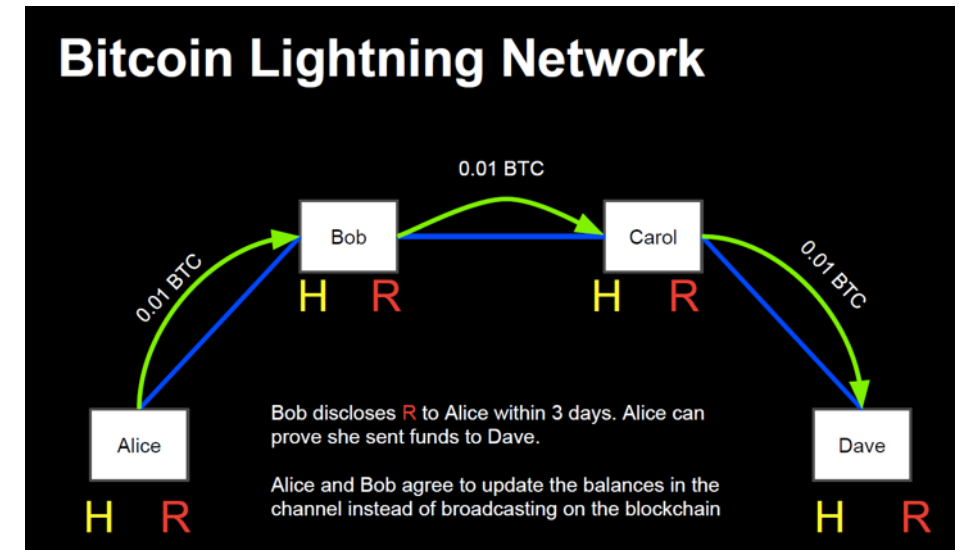 Bitcoin Lightning Network
0.01 BTC
Bob
Carol
0.01 BTC
0.01 BTC
H R
H R
Bob discloses R to Alice within 3 days. Alice can
prove she sent funds to Dave.
Alice
Dave
Alice and Bob agree to update the balances in the
channel instead of broadcasting on the blockchain
H R
H R